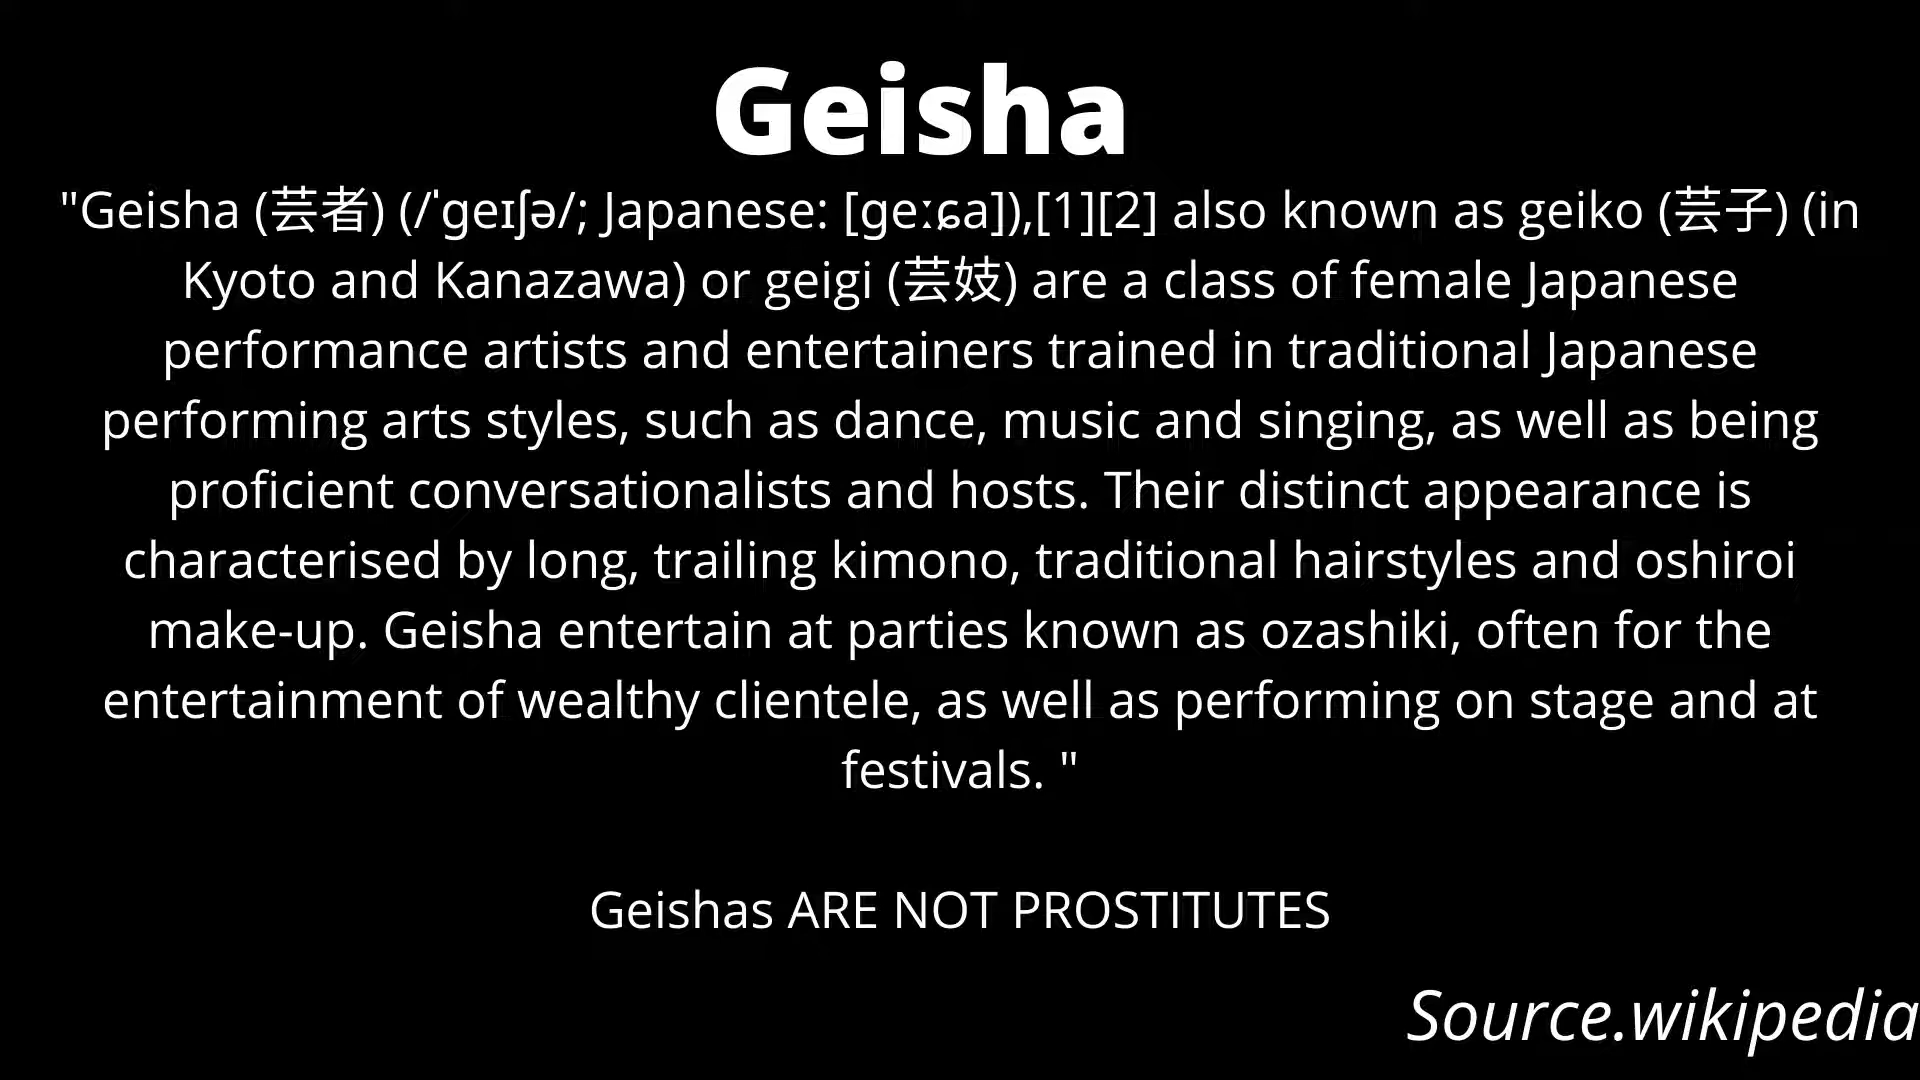 Geisha
"Geisha (芸者) (/ˈɡeɪʃə/; Japanese: [ɡeːɕa]),[1][2] also known as geiko (芸子) (in
Kyoto and Kanazawa) or geigi (芸妓) are a class of female Japanese
performance artists and entertainers trained in traditional Japanese
performing arts styles, such as dance, music and singing, as well as being
proficient conversationalists and hosts. Their distinct appearance is
characterised by long, trailing kimono, traditional hairstyles and oshiroi
make-up. Geisha entertain at parties known as ozashiki, often for the
entertainment of wealthy clientele, as well as performing on stage and at
festivals. "
Geishas ARE NOT PROSTITUTES
Source.wikipedia